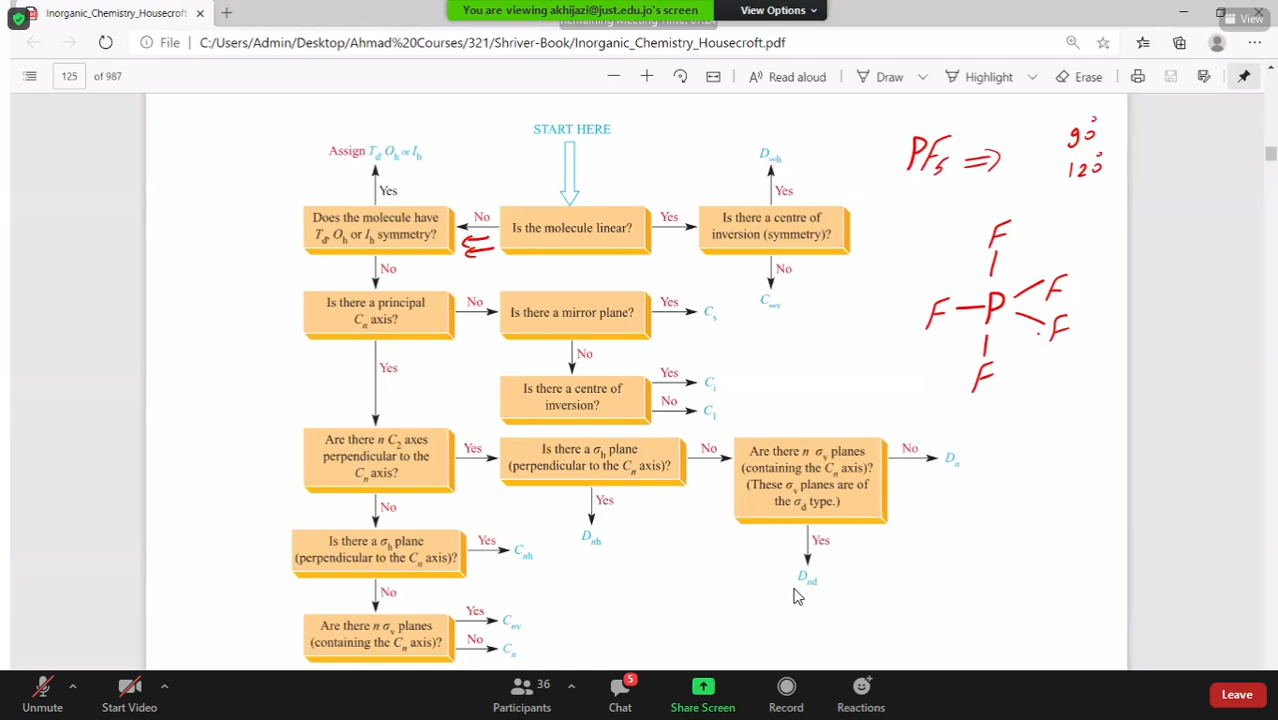 Inorganic_Chemistry_Housecroft.p
You are viewing akhijazi@just.edu.jo's screen
View Options
View
File
C:/Users/Admin/Desktop/Ahmad%20Courses/321/Shriver-Book/Inorganic_Chemistry_Housecroft.pdf
125 of 987
Read aloud
Draw
Highlight
Erase
START HERE
Assign Td, Oh or Ih
D∞h
Yes
Yes
Does the molecule have
Td, Oh or Ih symmetry?
No
Is the molecule linear?
Yes
Is there a centre of
inversion (symmetry)?
No
No
Is there a principal
Cn axis?
No
Is there a mirror plane?
Yes
Cs
C∞v
Yes
No
Is there a centre of
inversion?
Yes
Ci
No
C1
Are there n C2 axes
perpendicular to the
Cn axis?
Yes
Is there a σh plane
(perpendicular to the Cn axis)?
No
Are there n σv planes
(containing the Cn axis)?
(These σv planes are of
the σd type.)
No
Dn
No
Yes
Dnh
Yes
Dnd
Is there a σh plane
(perpendicular to the Cn axis)?
Yes
Cnh
No
Are there n σv planes
(containing the Cn axis)?
Yes
Cnv
No
Cn
PF5 ⇒
90°
120°
F
F
F P
F
F
Unmute
Start Video
36
Participants
5
Chat
Share Screen
Record
Reactions
Leave